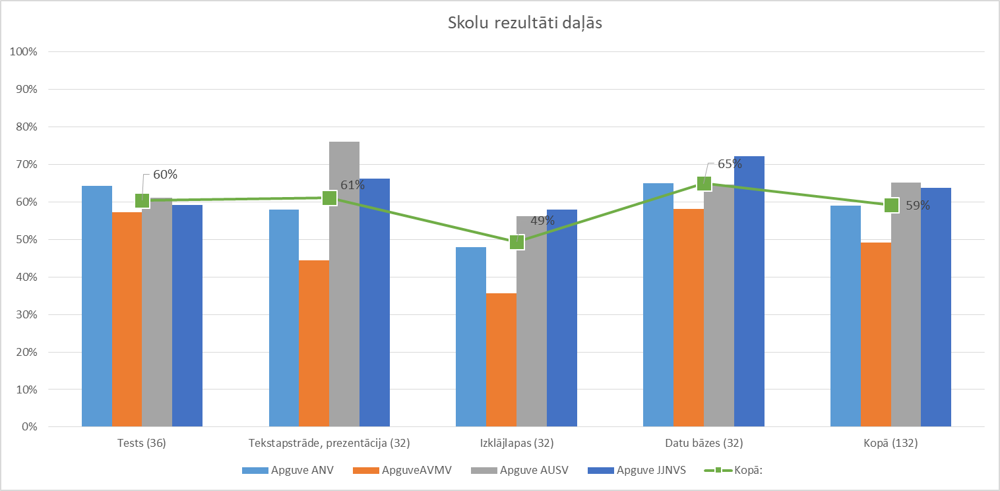 Skolu rezultāti daļās
100%
90%
80%
70%
60%
50%
40%
30%
20%
10%
0%
60%
61%
49%
65%
59%
Tests (36)
Tekstapstrāde, prezentācija (32)
Izklājlapas (32)
Datu bāzes (32)
Kopā (132)
Apguve ANV
ApguveAVMV
Apguve AUSV
Apguve JJNVS
Kopā: